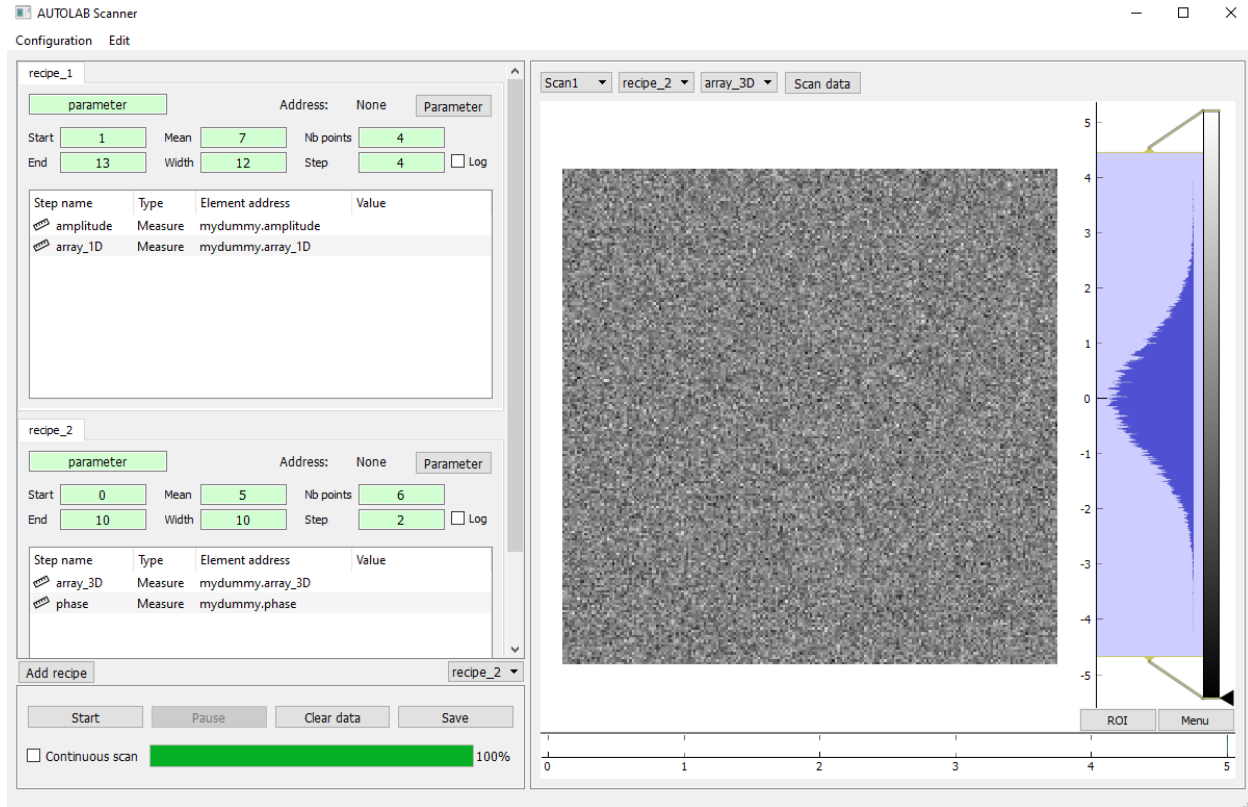 AUTOLAB Scanner
Configuration Edit
recipe_1
parameter Address: None Parameter
Start 1 Mean 7 Nb points 4
End 13 Width 12 Step 4 Log
Step name Type Element address Value
amplitude Measure mydummy.amplitude
array_1D Measure mydummy.array_1D
recipe_2
parameter Address: None Parameter
Start 0 Mean 5 Nb points 6
End 10 Width 10 Step 2 Log
Step name Type Element address Value
array_3D Measure mydummy.array_3D
phase Measure mydummy.phase
Add recipe recipe_2
Start Pause Clear data Save
Continuous scan 100%
Scan1 recipe_2 array_3D Scan data
5
4
3
2
1
0
-1
-2
-3
-4
-5
ROI Menu
0 1 2 3 4 5